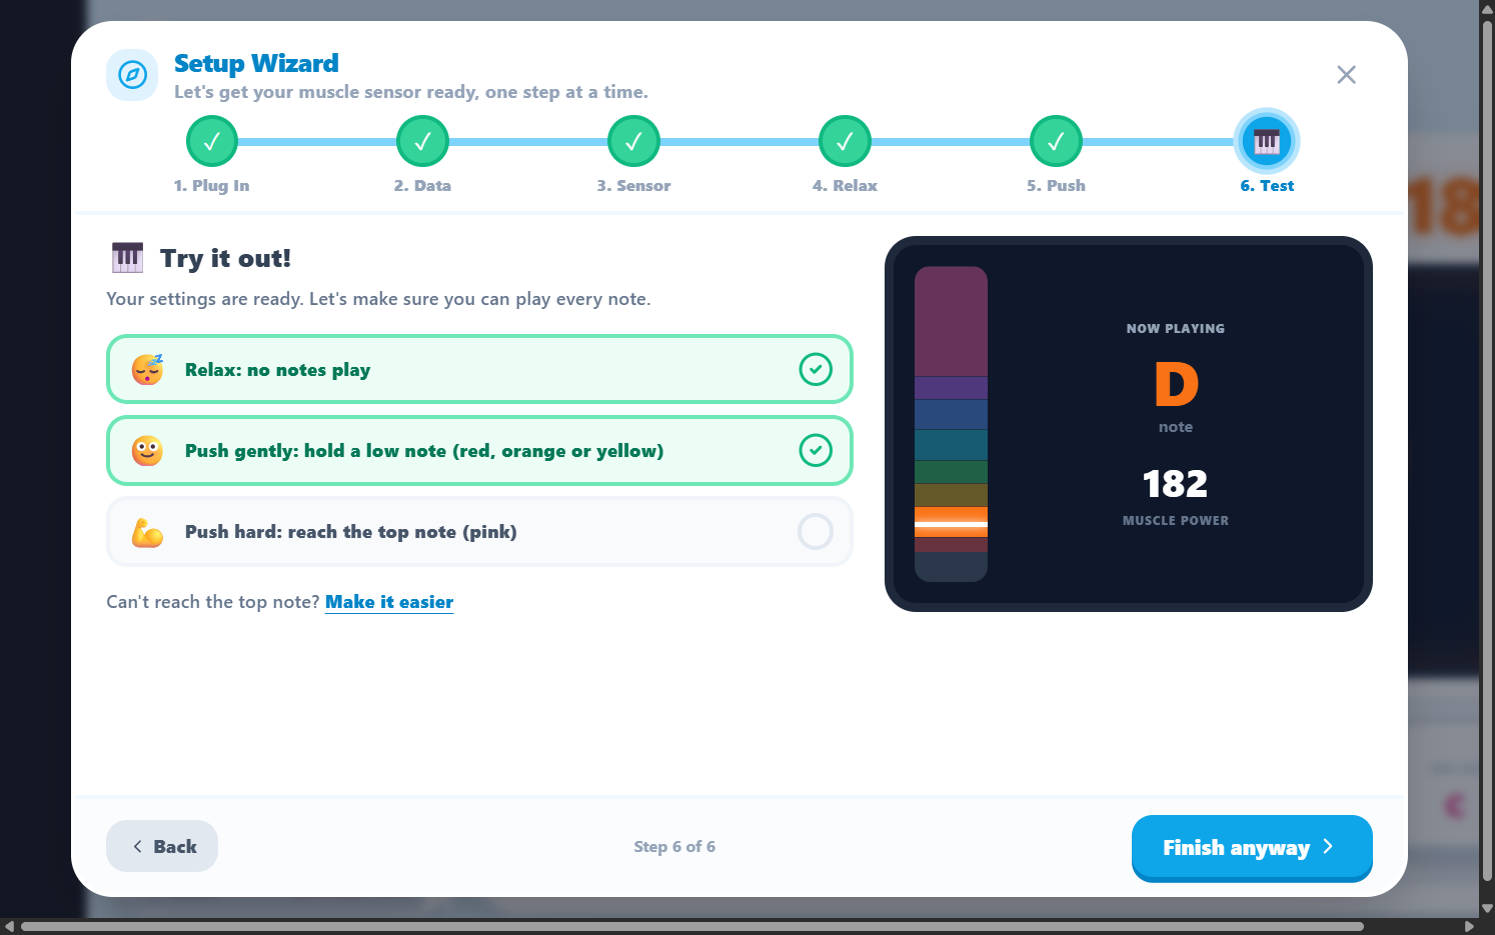 Setup Wizard
Let's get your muscle sensor ready, one step at a time.
1. Plug In
2. Data
3. Sensor
4. Relax
5. Push
6. Test
Try it out!
Your settings are ready. Let's make sure you can play every note.
Relax: no notes play
Push gently: hold a low note (red, orange or yellow)
Push hard: reach the top note (pink)
Can't reach the top note? Make it easier
NOW PLAYING
D
note
182
MUSCLE POWER
18
C
Back
Step 6 of 6
Finish anyway